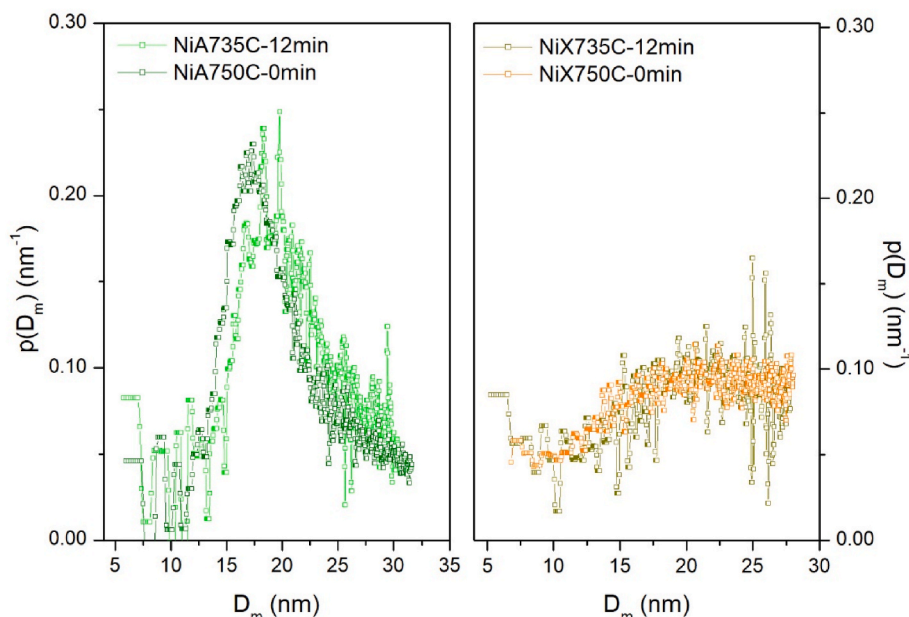 0.30
0.20
0.10
0.00
p(Dₘ) (nm⁻¹)
NiA735C-12min
NiA750C-0min
5 10 15 20 25 30 35
Dₘ (nm)
NiX735C-12min
NiX750C-0min
5 10 15 20 25 30
Dₘ (nm)
0.30
0.20
0.10
0.00
p(Dₘ) (nm⁻¹)